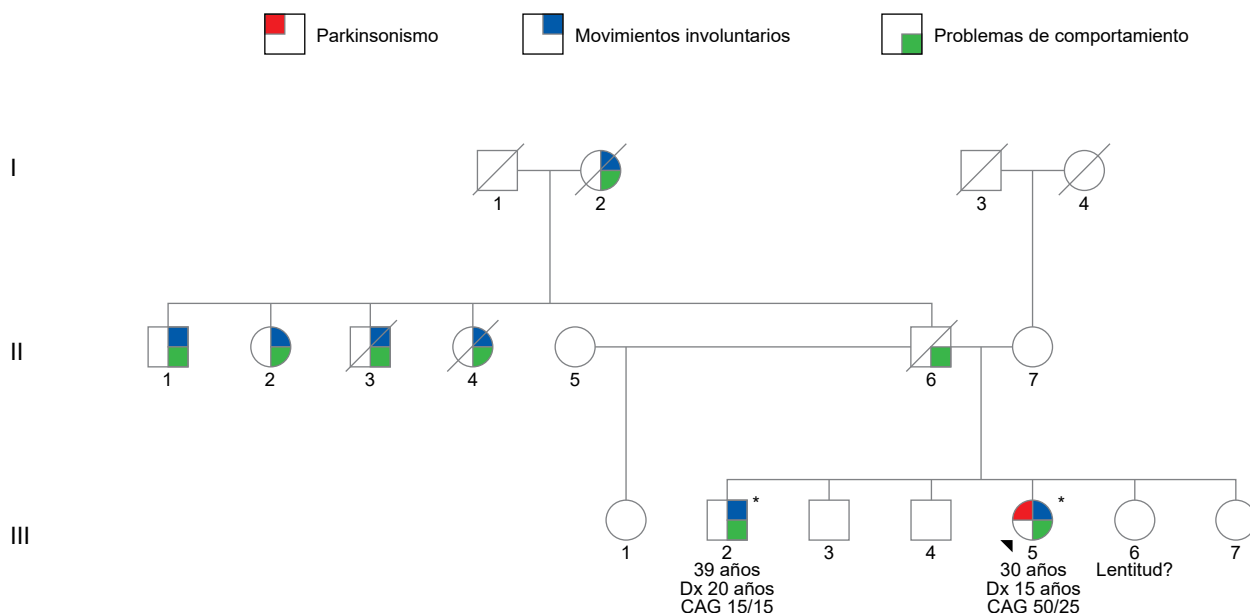 Parkinsonismo Movimientos involuntarios Problemas de comportamiento
I
1 2 3 4
II
1 2 3 4 5 6 7
III
* *
1 2 3 4 5 6 7
39 años 30 años Lentitud?
Dx 20 años Dx 15 años
CAG 15/15 CAG 50/25